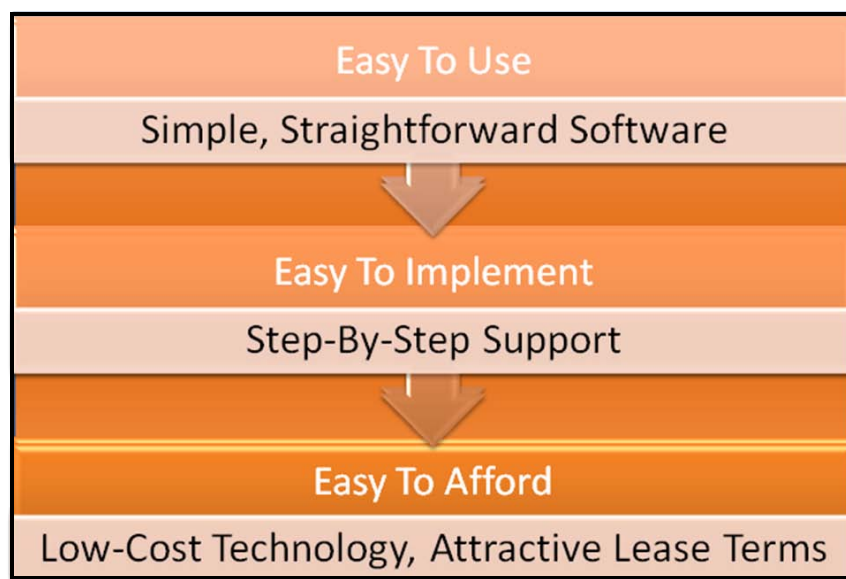 Easy To Use
Simple, Straightforward Software
Easy To Implement
Step-By-Step Support
Easy To Afford
Low-Cost Technology, Attractive Lease Terms